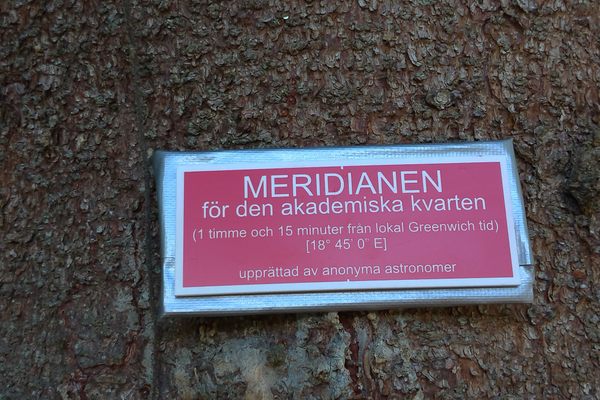 MERIDIANEN
för den akademiska kvarten
(1 timme och 15 minuter från lokal Greenwich tid)
[18° 45' 0" E]
upprättad av anonyma astronomer